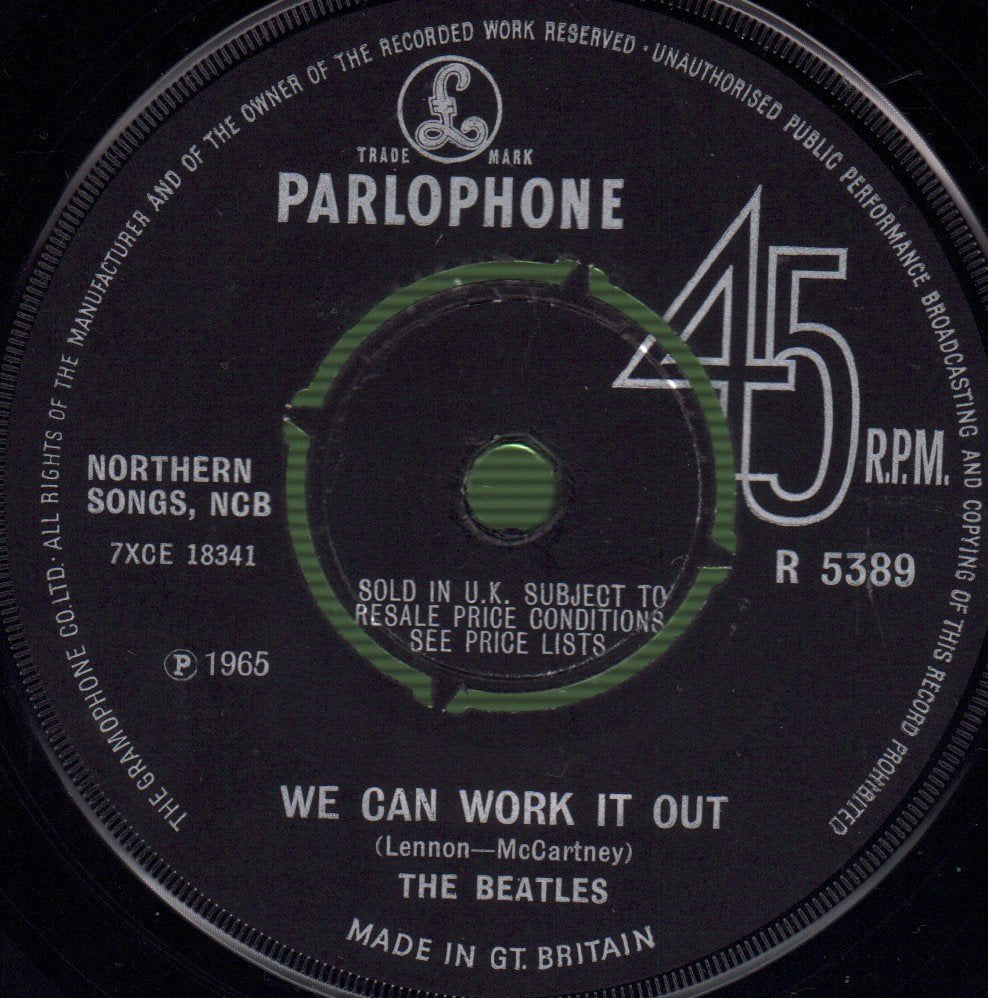 THE GRAMOPHONE CO.LTD. · ALL RIGHTS OF THE MANUFACTURER AND OF THE OWNER OF THE RECORDED WORK RESERVED · UNAUTHORISED PUBLIC PERFORMANCE BROADCASTING AND COPYING OF THIS RECORD PROHIBITED
£
TRADE MARK
PARLOPHONE
45
R.P.M.
NORTHERN
SONGS, NCB
7XCE 18341
R 5389
SOLD IN U.K. SUBJECT TO
RESALE PRICE CONDITIONS
SEE PRICE LISTS
℗ 1965
WE CAN WORK IT OUT
(Lennon—McCartney)
THE BEATLES
MADE IN GT. BRITAIN